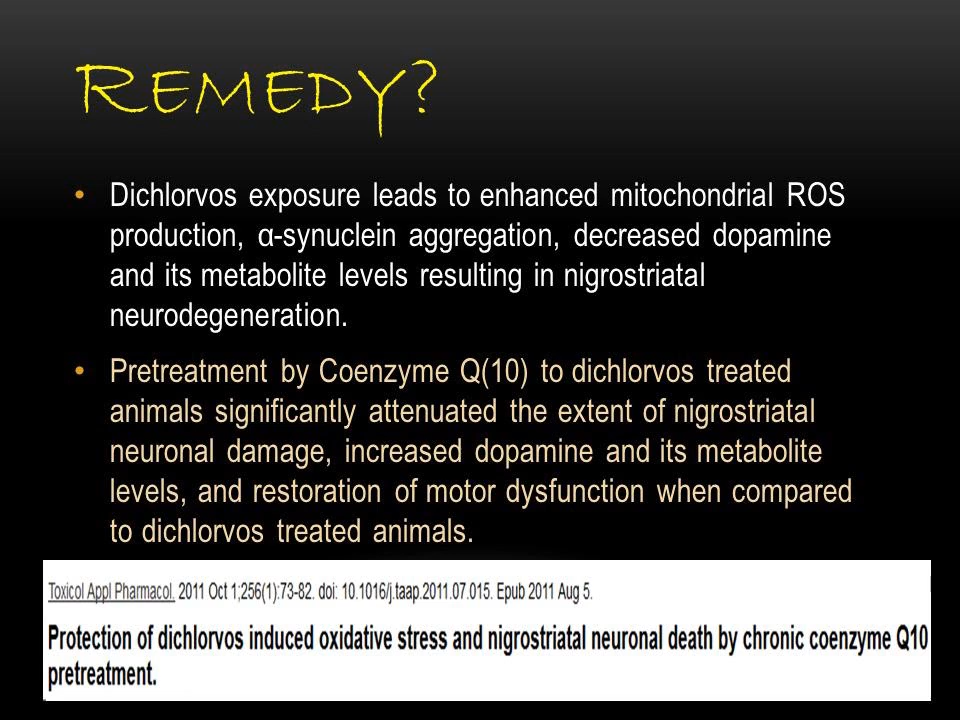 REMEDY?
• Dichlorvos exposure leads to enhanced mitochondrial ROS
production, α-synuclein aggregation, decreased dopamine
and its metabolite levels resulting in nigrostriatal
neurodegeneration.
• Pretreatment by Coenzyme Q(10) to dichlorvos treated
animals significantly attenuated the extent of nigrostriatal
neuronal damage, increased dopamine and its metabolite
levels, and restoration of motor dysfunction when compared
to dichlorvos treated animals.
Toxicol Appl Pharmacol. 2011 Oct 1;256(1):73-82. doi: 10.1016/j.taap.2011.07.015. Epub 2011 Aug 5.
Protection of dichlorvos induced oxidative stress and nigrostriatal neuronal death by chronic coenzyme Q10
pretreatment.